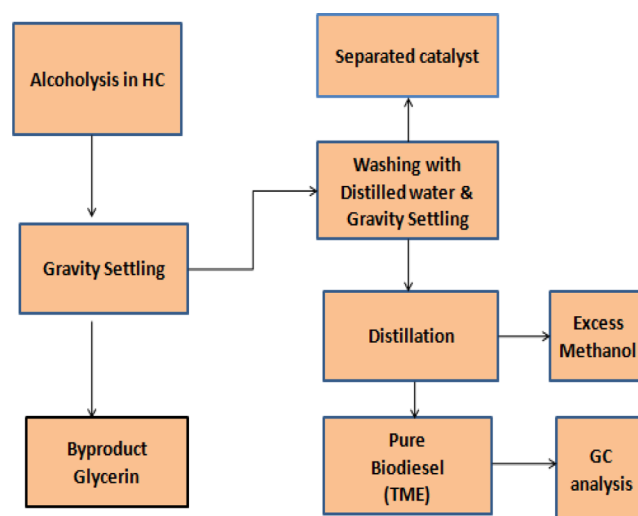 Alcoholysis in HC
Gravity Settling
Byproduct
Glycerin
Separated catalyst
Washing with
Distilled water &
Gravity Settling
Distillation
Excess
Methanol
Pure
Biodiesel
(TME)
GC
analysis